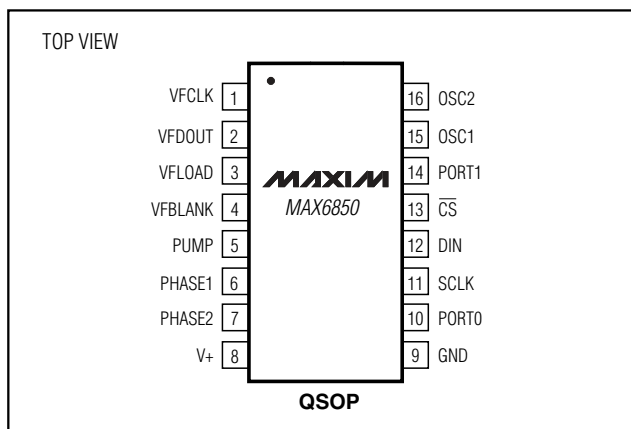 TOP VIEW
VFCLK 1
VFDOUT 2
VFLOAD 3
VFBLANK 4
PUMP 5
PHASE1 6
PHASE2 7
V+ 8
MAXIM
MAX6850
16 OSC2
15 OSC1
14 PORT1
13 C̅S̅
12 DIN
11 SCLK
10 PORT0
9 GND
QSOP